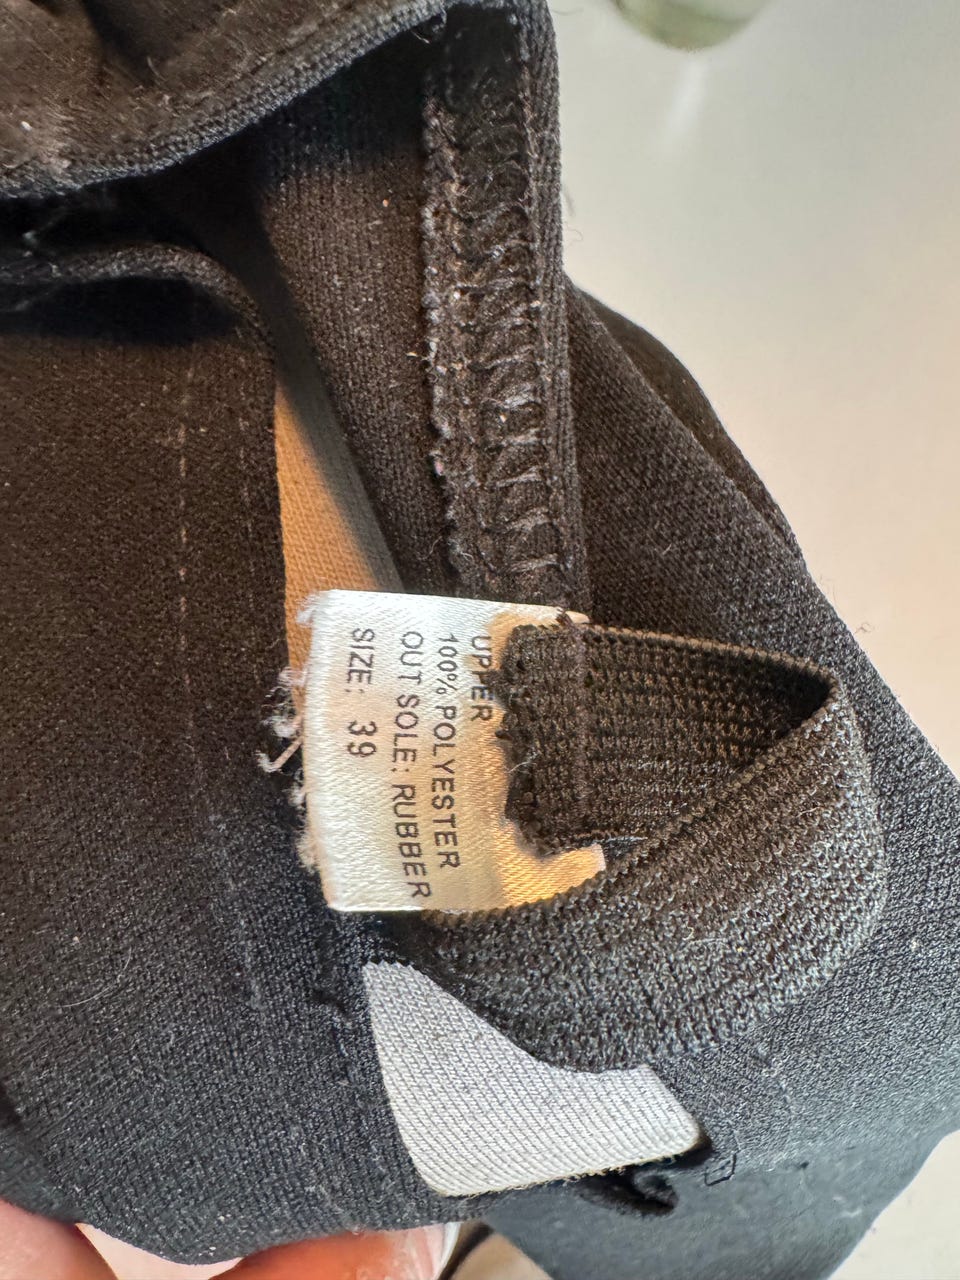 UPPER
100% POLYESTER
OUT SOLE: RUBBER
SIZE: 39